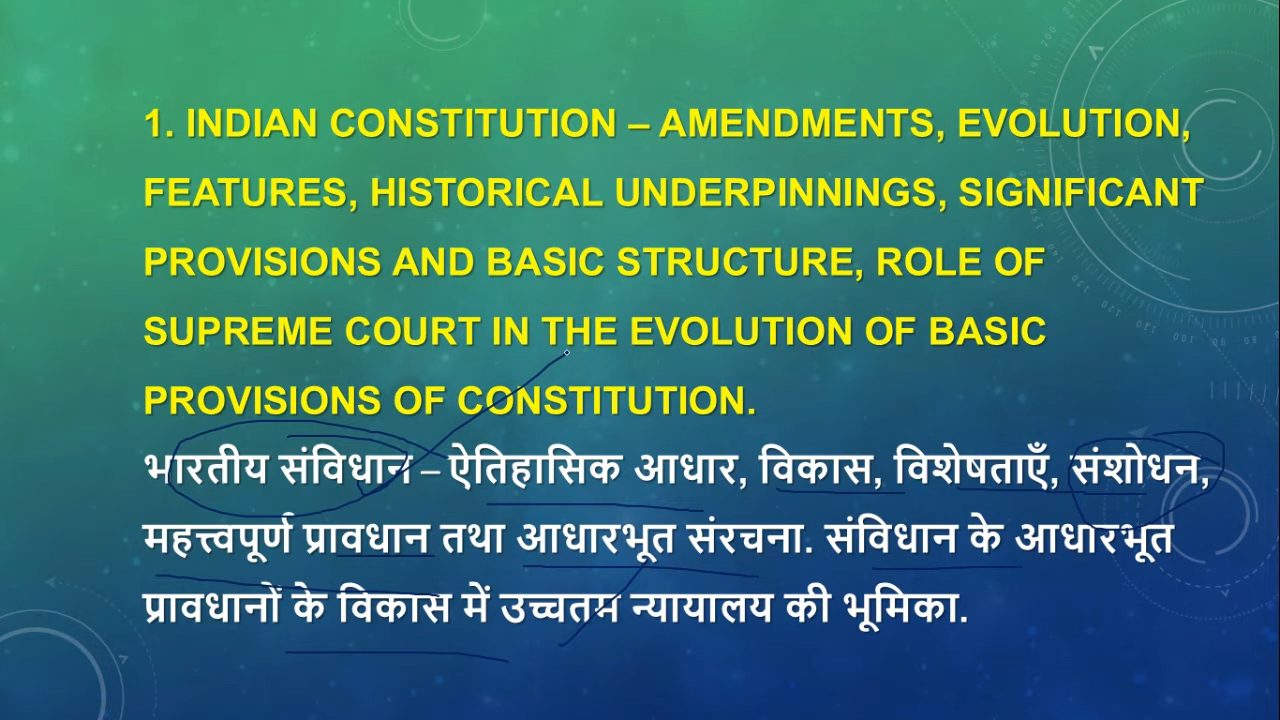 1. INDIAN CONSTITUTION – AMENDMENTS, EVOLUTION,
FEATURES, HISTORICAL UNDERPINNINGS, SIGNIFICANT
PROVISIONS AND BASIC STRUCTURE, ROLE OF
SUPREME COURT IN THE EVOLUTION OF BASIC
PROVISIONS OF CONSTITUTION.
भारतीय संविधान – ऐतिहासिक आधार, विकास, विशेषताएँ, संशोधन,
महत्त्वपूर्ण प्रावधान तथा आधारभूत संरचना. संविधान के आधारभूत
प्रावधानों के विकास में उच्चतम न्यायालय की भूमिका.